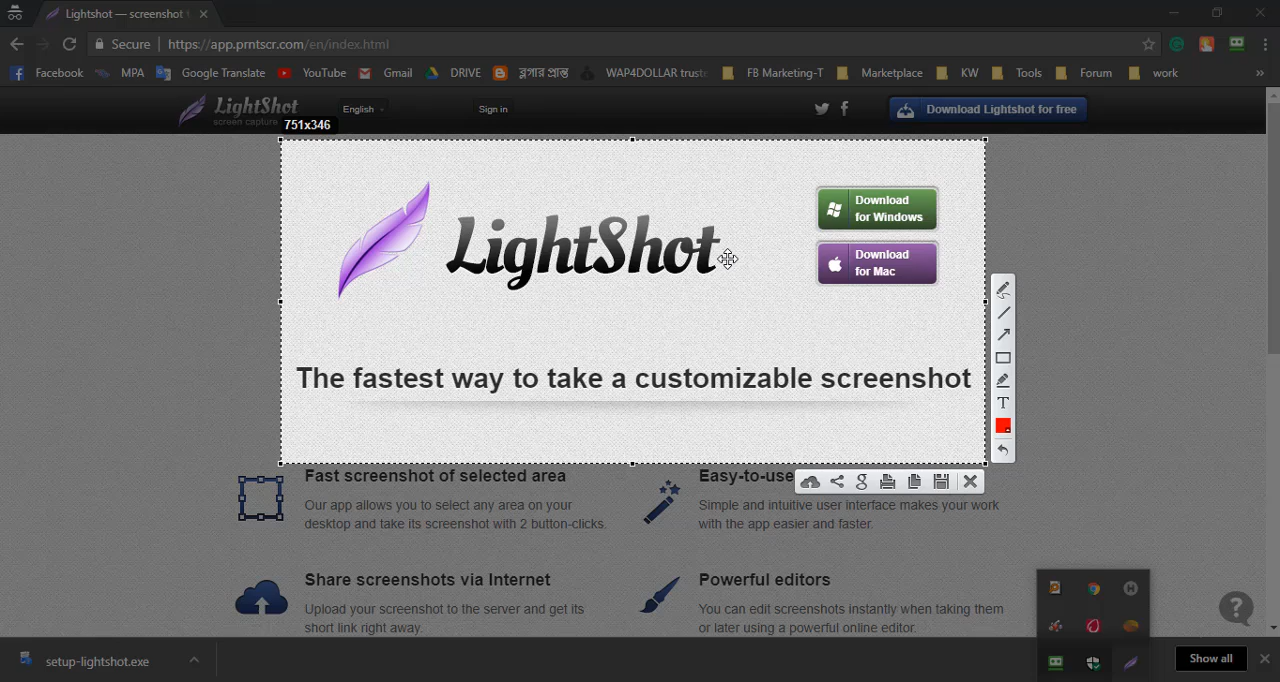 Lightshot — screenshot t
Secure | https://app.prntscr.com/en/index.html
Facebook MPA Google Translate YouTube Gmail DRIVE ব্লগার প্রান্ত WAP4DOLLAR truste FB Marketing-T Marketplace KW Tools Forum work »
LightShot
screen capture
English
Sign in
Download Lightshot for free
751x346
LightShot
Download
for Windows
Download
for Mac
The fastest way to take a customizable screenshot
Fast screenshot of selected area
Our app allows you to select any area on your
desktop and take its screenshot with 2 button-clicks.
Easy-to-use
Simple and intuitive user interface makes your work
with the app easier and faster.
Share screenshots via Internet
Upload your screenshot to the server and get its
short link right away.
Powerful editors
You can edit screenshots instantly when taking them
or later using a powerful online editor.
setup-lightshot.exe
Show all